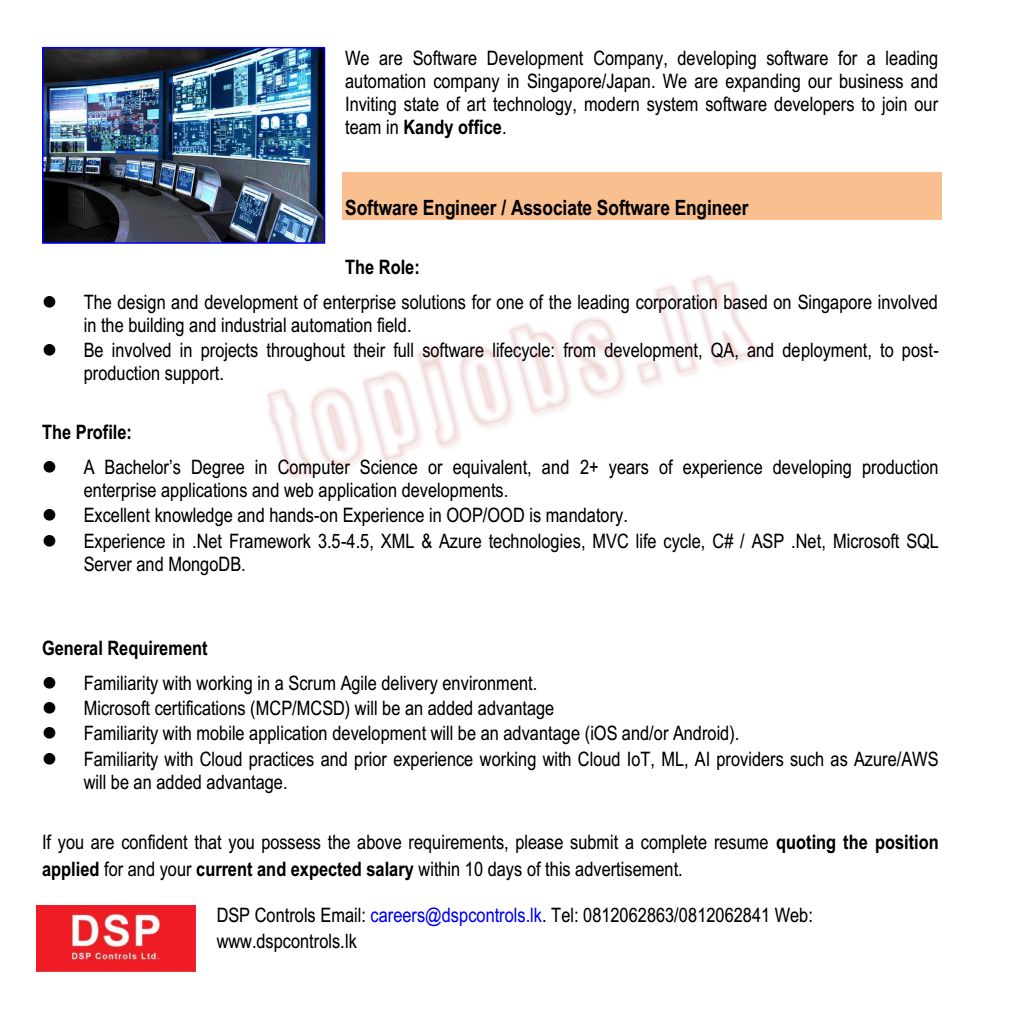 We are Software Development Company, developing software for a leading
automation company in Singapore/Japan. We are expanding our business and
Inviting state of art technology, modern system software developers to join our
team in Kandy office.
Software Engineer / Associate Software Engineer
The Role:
● The design and development of enterprise solutions for one of the leading corporation based on Singapore involved
in the building and industrial automation field.
● Be involved in projects throughout their full software lifecycle: from development, QA, and deployment, to post-
production support.
topjobs.lk
The Profile:
● A Bachelor’s Degree in Computer Science or equivalent, and 2+ years of experience developing production
enterprise applications and web application developments.
● Excellent knowledge and hands-on Experience in OOP/OOD is mandatory.
● Experience in .Net Framework 3.5-4.5, XML & Azure technologies, MVC life cycle, C# / ASP .Net, Microsoft SQL
Server and MongoDB.
General Requirement
● Familiarity with working in a Scrum Agile delivery environment.
● Microsoft certifications (MCP/MCSD) will be an added advantage
● Familiarity with mobile application development will be an advantage (iOS and/or Android).
● Familiarity with Cloud practices and prior experience working with Cloud IoT, ML, AI providers such as Azure/AWS
will be an added advantage.
If you are confident that you possess the above requirements, please submit a complete resume quoting the position
applied for and your current and expected salary within 10 days of this advertisement.
DSP
DSP Controls Ltd.
DSP Controls Email: careers@dspcontrols.lk. Tel: 0812062863/0812062841 Web:
www.dspcontrols.lk